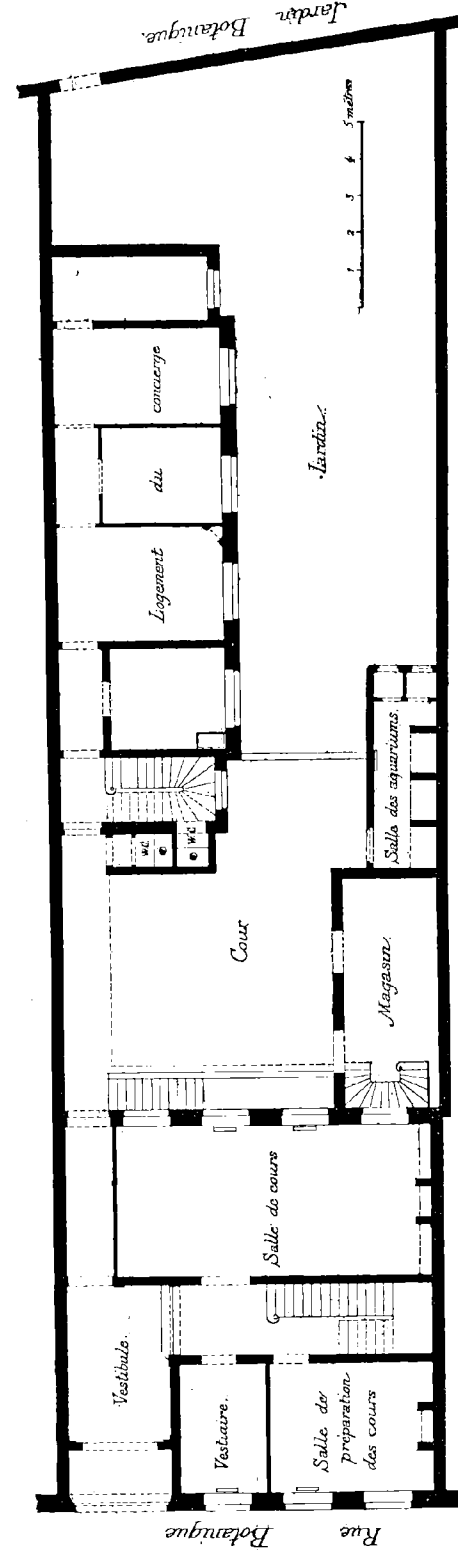 Jardin Botanique.
5 mètres
4
3
2
1
concierge
du
Logement
Jardin.
Salle des aquariums.
W.C.
W.C.
Cour
Magasin.
Salle de cours
Vestibule.
Vestiaire.
Salle de
préparation
des cours
Rue Botanique